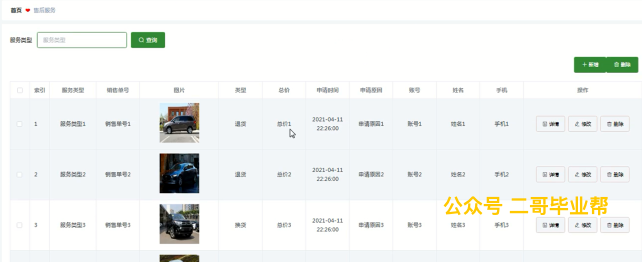 首页 售后服务
服务类型 服务类型 查询
新增 删除
索引 服务类型 销售单号 图片 类型 总价 申请时间 申请原因 账号 姓名 手机 操作
1 服务类型1 销售单号1 退货 总价1 2021-04-11 22:26:00 申请原因1 账号1 姓名1 手机1 详情 修改 删除
2 服务类型2 销售单号2 退货 总价2 2021-04-11 22:26:00 申请原因2 账号2 姓名2 手机2 详情 修改 删除
公众号 二哥毕业帮
3 服务类型3 销售单号3 换货 总价3 2021-04-11 22:26:00 申请原因3 账号3 姓名3 手机3 详情 修改 删除